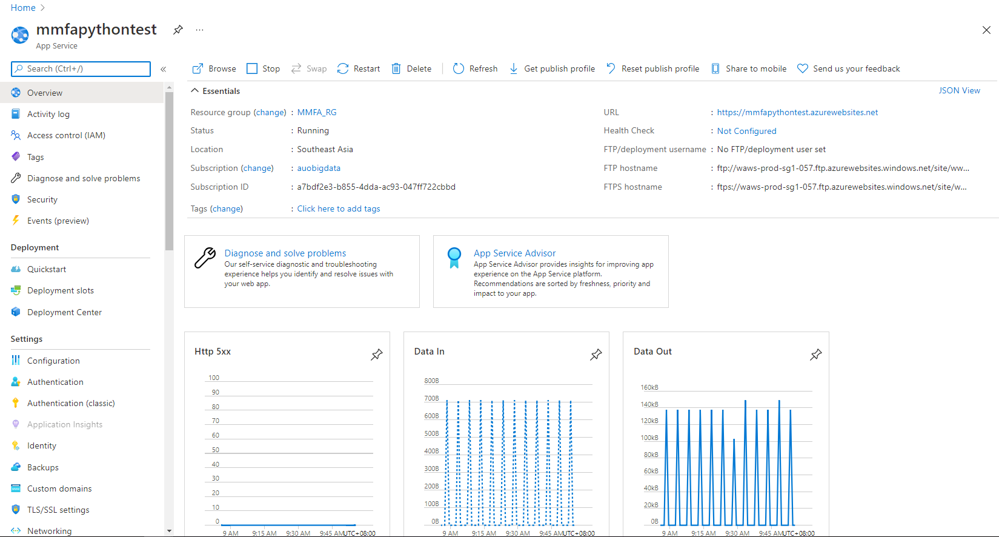 Home
mmfapythontest
App Service
Search (Ctrl+/)
Overview
Activity log
Access control (IAM)
Tags
Diagnose and solve problems
Security
Events (preview)
Deployment
Quickstart
Deployment slots
Deployment Center
Settings
Configuration
Authentication
Authentication (classic)
Application Insights
Identity
Backups
Custom domains
TLS/SSL settings
Networking
Browse Stop Swap Restart Delete Refresh Get publish profile Reset publish profile Share to mobile Send us your feedback
Essentials
JSON View
Resource group (change) : MMFA_RG
Status : Running
Location : Southeast Asia
Subscription (change) : auobigdata
Subscription ID : a7bdf2e3-b855-4dda-ac93-047ff722cbbd
Tags (change) : Click here to add tags
URL : https://mmfapythontest.azurewebsites.net
Health Check : Not Configured
FTP/deployment username : No FTP/deployment user set
FTP hostname : ftp://waws-prod-sg1-057.ftp.azurewebsites.windows.net/site/ww...
FTPS hostname : ftps://waws-prod-sg1-057.ftp.azurewebsites.windows.net/site/w...
Diagnose and solve problems
Our self-service diagnostic and troubleshooting
experience helps you identify and resolve issues with
your web app.
App Service Advisor
App Service Advisor provides insights for improving app
experience on the App Service platform.
Recommendations are sorted by freshness, priority and
impact to your app.
Http 5xx
100
90
80
70
60
50
40
30
20
10
0
9 AM 9:15 AM 9:30 AM 9:45 AM UTC+08:00
Data In
800B
700B
600B
500B
400B
300B
200B
100B
0B
9 AM 9:15 AM 9:30 AM 9:45 AM UTC+08:00
Data Out
160kB
140kB
120kB
100kB
80kB
60kB
40kB
20kB
0B
9 AM 9:15 AM 9:30 AM 9:45 AM UTC+08:00